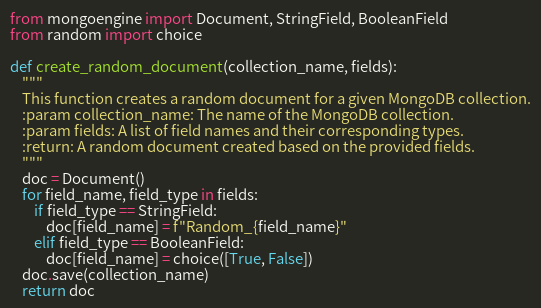 from mongoengine import Document, StringField, BooleanField
from random import choice

def create_random_document(collection_name, fields):
    """
    This function creates a random document for a given MongoDB collection.
    :param collection_name: The name of the MongoDB collection.
    :param fields: A list of field names and their corresponding types.
    :return: A random document created based on the provided fields.
    """
    doc = Document()
    for field_name, field_type in fields:
        if field_type == StringField:
            doc[field_name] = f"Random_{field_name}"
        elif field_type == BooleanField:
            doc[field_name] = choice([True, False])
    doc.save(collection_name)
    return doc